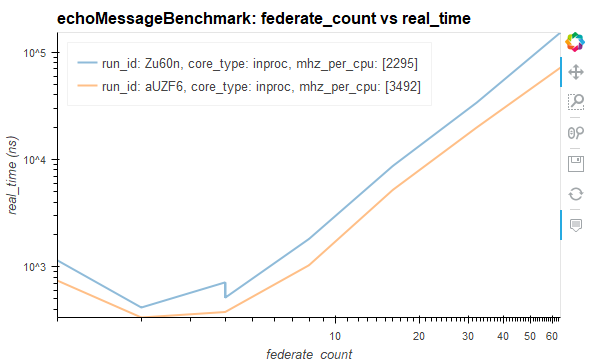 echoMessageBenchmark: federate_count vs real_time
run_id: Zu60n, core_type: inproc, mhz_per_cpu: [2295]
run_id: aUZF6, core_type: inproc, mhz_per_cpu: [3492]
10^5
10^4
10^3
real_time (ns)
10 20 30 40 50 60
federate_count